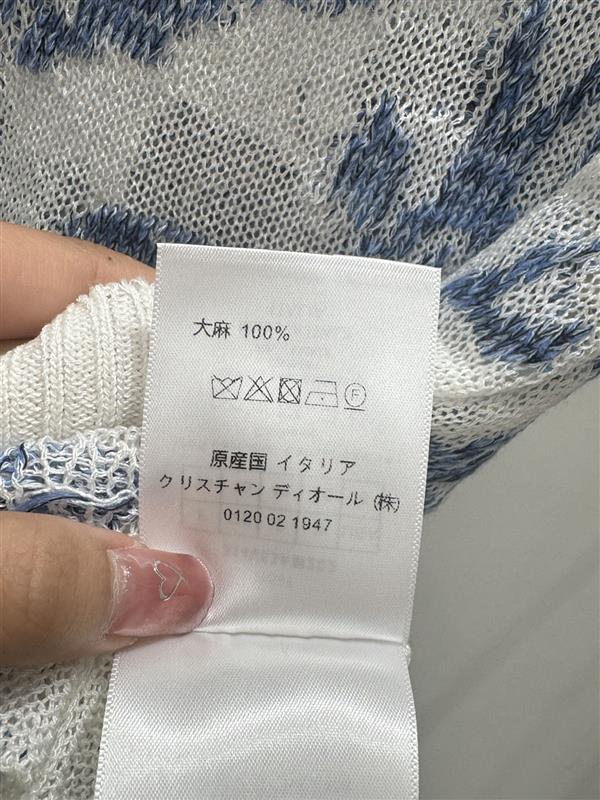 大麻 100%
F
原産国 イタリア
クリスチャン ディオール (株)
0120 02 1947